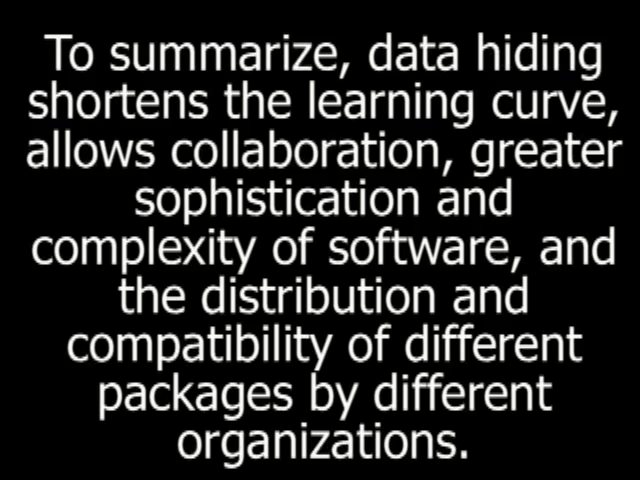 To summarize, data hiding
shortens the learning curve,
allows collaboration, greater
sophistication and
complexity of software, and
the distribution and
compatibility of different
packages by different
organizations.